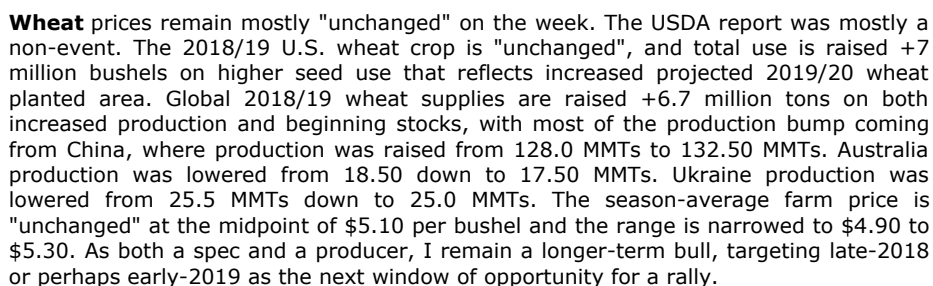 Wheat prices remain mostly "unchanged" on the week. The USDA report was mostly a
non-event. The 2018/19 U.S. wheat crop is "unchanged", and total use is raised +7
million bushels on higher seed use that reflects increased projected 2019/20 wheat
planted area. Global 2018/19 wheat supplies are raised +6.7 million tons on both
increased production and beginning stocks, with most of the production bump coming
from China, where production was raised from 128.0 MMTs to 132.50 MMTs. Australia
production was lowered from 18.50 down to 17.50 MMTs. Ukraine production was
lowered from 25.5 MMTs down to 25.0 MMTs. The season-average farm price is
"unchanged" at the midpoint of $5.10 per bushel and the range is narrowed to $4.90 to
$5.30. As both a spec and a producer, I remain a longer-term bull, targeting late-2018
or perhaps early-2019 as the next window of opportunity for a rally.